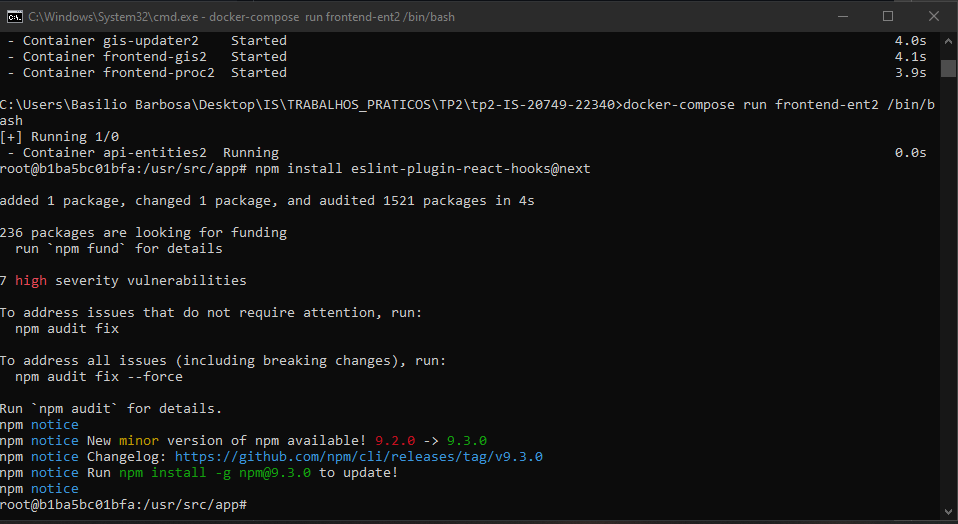 C:\Windows\System32\cmd.exe - docker-compose run frontend-ent2 /bin/bash
- Container gis-updater2 Started 4.0s
- Container frontend-gis2 Started 4.1s
- Container frontend-proc2 Started 3.9s
C:\Users\Basilio Barbosa\Desktop\IS\TRABALHOS_PRATICOS\TP2\tp2-IS-20749-22340>docker-compose run frontend-ent2 /bin/b
ash
[+] Running 1/0
- Container api-entities2 Running 0.0s
root@b1ba5bc01bfa:/usr/src/app# npm install eslint-plugin-react-hooks@next
added 1 package, changed 1 package, and audited 1521 packages in 4s
236 packages are looking for funding
run `npm fund` for details
7 high severity vulnerabilities
To address issues that do not require attention, run:
npm audit fix
To address all issues (including breaking changes), run:
npm audit fix --force
Run `npm audit` for details.
npm notice
npm notice New minor version of npm available! 9.2.0 -> 9.3.0
npm notice Changelog: https://github.com/npm/cli/releases/tag/v9.3.0
npm notice Run npm install -g npm@9.3.0 to update!
npm notice
root@b1ba5bc01bfa:/usr/src/app#